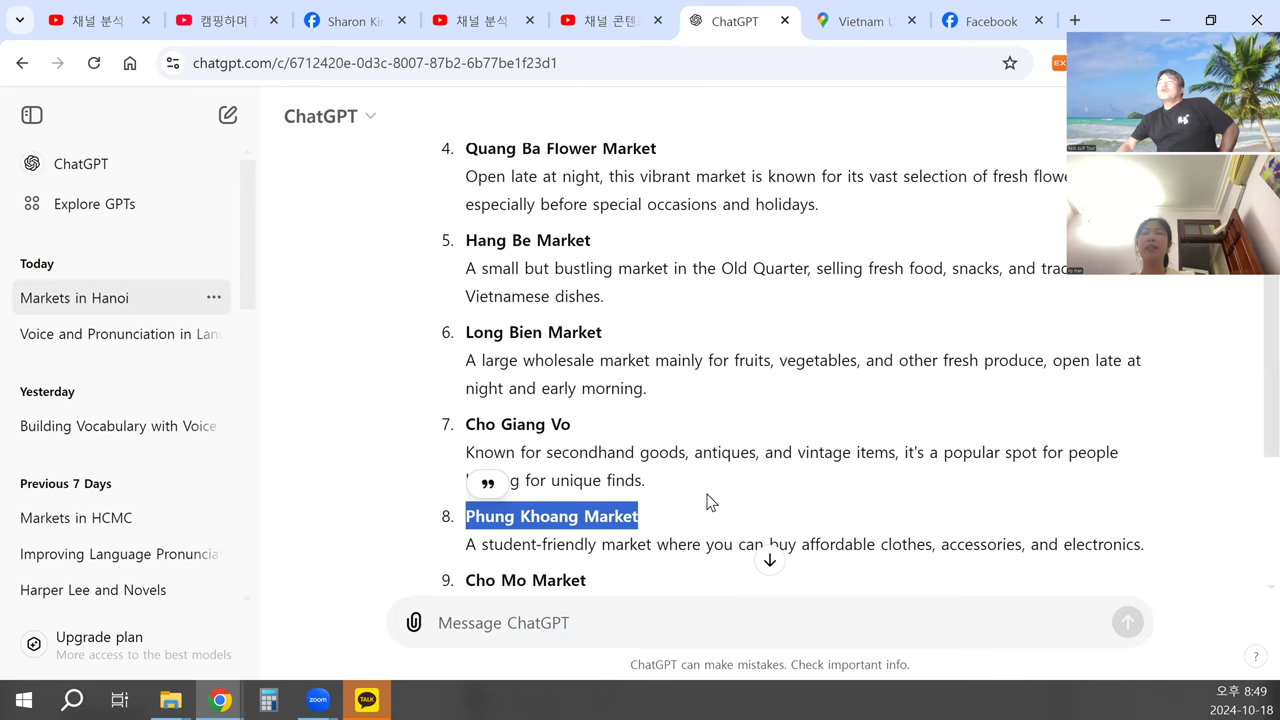 채널 분석
캠핑하며
Sharon Kir
채널 분석
채널 콘텐
ChatGPT
Vietnam U
Facebook
chatgpt.com/c/6712420e-0d3c-8007-87b2-6b77be1f23d1
ChatGPT
ChatGPT
Explore GPTs
Today
Markets in Hanoi
Voice and Pronunciation in Lan
Yesterday
Building Vocabulary with Voice
Previous 7 Days
Markets in HCMC
Improving Language Pronuncia
Harper Lee and Novels
Upgrade plan
More access to the best models
4. Quang Ba Flower Market
Open late at night, this vibrant market is known for its vast selection of fresh flowe
especially before special occasions and holidays.
5. Hang Be Market
A small but bustling market in the Old Quarter, selling fresh food, snacks, and trad
Vietnamese dishes.
6. Long Bien Market
A large wholesale market mainly for fruits, vegetables, and other fresh produce, open late at
night and early morning.
7. Cho Giang Vo
Known for secondhand goods, antiques, and vintage items, it's a popular spot for people
g for unique finds.
8. Phung Khoang Market
A student-friendly market where you can buy affordable clothes, accessories, and electronics.
9. Cho Mo Market
Message ChatGPT
ChatGPT can make mistakes. Check important info.
?
zoom
TALK
오후 8:49
2024-10-18